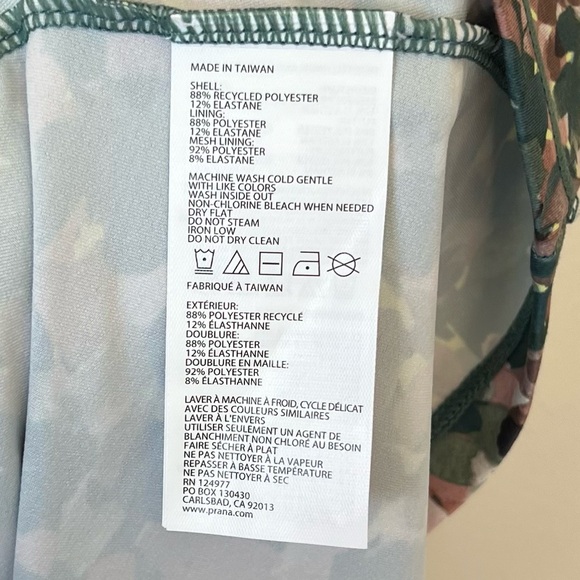 MADE IN TAIWAN
SHELL:
88% RECYCLED POLYESTER
12% ELASTANE
LINING:
88% POLYESTER
12% ELASTANE
MESH LINING:
92% POLYESTER
8% ELASTANE
MACHINE WASH COLD GENTLE
WITH LIKE COLORS
WASH INSIDE OUT
NON-CHLORINE BLEACH WHEN NEEDED
DRY FLAT
DO NOT STEAM
IRON LOW
DO NOT DRY CLEAN
FABRIQUÉ À TAIWAN
EXTÉRIEUR:
88% POLYESTER RECYCLÉ
12% ÉLASTHANNE
DOUBLURE:
88% POLYESTER
12% ÉLASTHANNE
DOUBLURE EN MAILLE:
92% POLYESTER
8% ÉLASTHANNE
LAVER À MACHINE À FROID, CYCLE DÉLICAT
AVEC DES COULEURS SIMILAIRES
LAVER À L'ENVERS
UTILISER SEULEMENT UN AGENT DE
BLANCHIMENT NON CHLORÉ AU BESOIN
FAIRE SÉCHER À PLAT
NE PAS NETTOYER À LA VAPEUR
REPASSER À BASSE TEMPÉRATURE
NE PAS NETTOYER À SEC
RN 124977
PO BOX 130430
CARLSBAD, CA 92013
www.prana.com